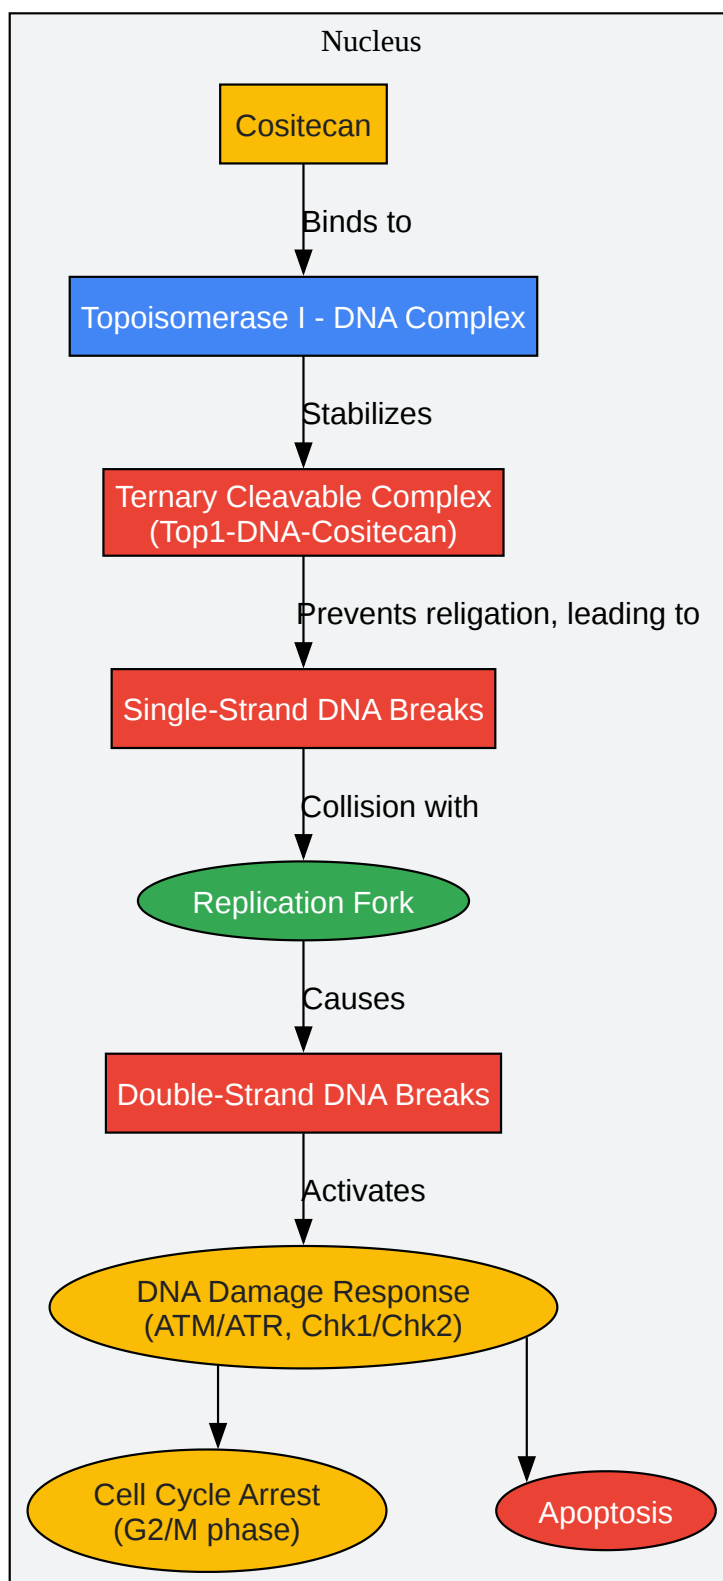 Nucleus
Cositecan
Binds to
Topoisomerase I - DNA Complex
Stabilizes
Ternary Cleavable Complex
(Top1-DNA-Cositecan)
Prevents religation, leading to
Single-Strand DNA Breaks
Collision with
Replication Fork
Causes
Double-Strand DNA Breaks
Activates
DNA Damage Response
(ATM/ATR, Chk1/Chk2)
Cell Cycle Arrest
(G2/M phase)
Apoptosis